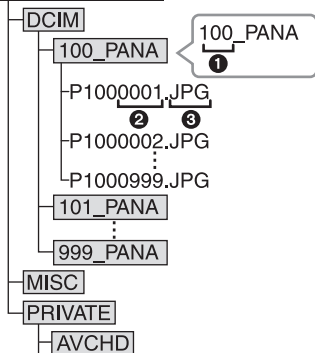 DCIM
100_PANA
100_PANA
❶
P1000001.JPG
❷ ❸
P1000002.JPG
P1000999.JPG
101_PANA
999_PANA
MISC
PRIVATE
AVCHD